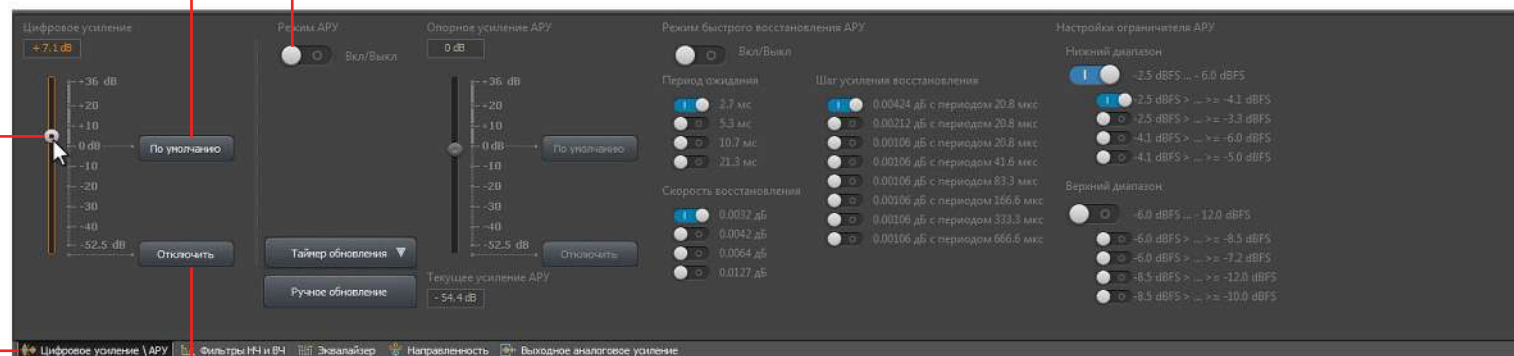 Цифровое усиление
+7.1 dB
+36 dB
+20
+10
0 dB
-10
-20
-30
-40
-52.5 dB
По умолчанию
Отключить
Режим АРУ
Вкл/Выкл
Таймер обновления
Ручное обновление
Опорное усиление АРУ
0 dB
+36 dB
+20
+10
0 dB
-10
-20
-30
-40
-52.5 dB
По умолчанию
Отключить
Текущее усиление АРУ
- 54.4 dB
Режим быстрого восстановления АРУ
Вкл/Выкл
Период ожидания
2.7 мс
5.3 мс
10.7 мс
21.3 мс
Скорость восстановления
0.0032 дБ
0.0042 дБ
0.0064 дБ
0.0127 дБ
Шаг усиления восстановления
0.00424 дБ с периодом 20.8 мкс
0.00212 дБ с периодом 20.8 мкс
0.00106 дБ с периодом 20.8 мкс
0.00106 дБ с периодом 41.6 мкс
0.00106 дБ с периодом 83.3 мкс
0.00106 дБ с периодом 166.6 мкс
0.00106 дБ с периодом 333.3 мкс
0.00106 дБ с периодом 666.6 мкс
Настройки ограничителя АРУ
Нижний диапазон
-2.5 dBFS ... - 6.0 dBFS
-2.5 dBFS > ... >= -4.1 dBFS
-2.5 dBFS > ... >= -3.3 dBFS
-4.1 dBFS > ... >= -6.0 dBFS
-4.1 dBFS > ... >= -5.0 dBFS
Верхний диапазон
-6.0 dBFS ... - 12.0 dBFS
-6.0 dBFS > ... >= -8.5 dBFS
-6.0 dBFS > ... >= -7.2 dBFS
-8.5 dBFS > ... >= -12.0 dBFS
-8.5 dBFS > ... >= -10.0 dBFS
Цифровое усиление \ АРУ
Фильтры НЧ и ВЧ
Эквалайзер
Направленность
Выходное аналоговое усиление